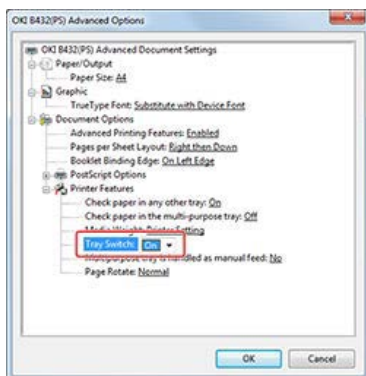 OKI B432(PS) Advanced Options
OKI B432(PS) Advanced Document Settings
Paper/Output
Paper Size: A4
Graphic
TrueType Font: Substitute with Device Font
Document Options
Advanced Printing Features: Enabled
Pages per Sheet Layout: Right then Down
Booklet Binding Edge: On Left Edge
PostScript Options
Printer Features
Check paper in any other tray: On
Check paper in the multi-purpose tray: Off
Media Weight: Printer Setting
Tray Switch: On
Multipurpose tray is handled as manual feed: No
Page Rotate: Normal
OK Cancel